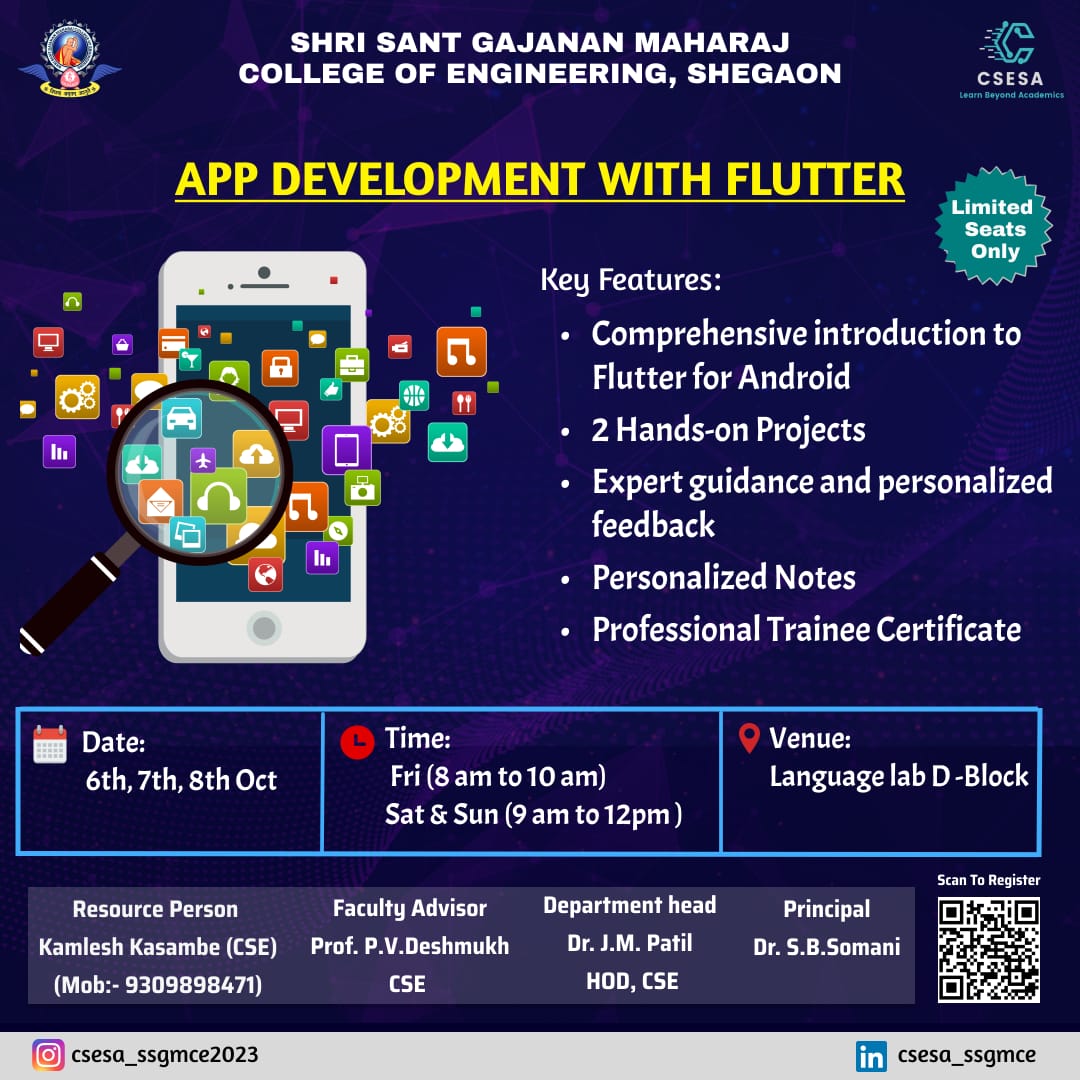 SHRI SANT GAJANAN MAHARAJ
COLLEGE OF ENGINEERING, SHEGAON
CSESA
Learn Beyond Academics
APP DEVELOPMENT WITH FLUTTER
Limited
Seats
Only
Key Features:
• Comprehensive introduction to
Flutter for Android
• 2 Hands-on Projects
• Expert guidance and personalized
feedback
• Personalized Notes
• Professional Trainee Certificate
Date:
6th, 7th, 8th Oct
Time:
Fri (8 am to 10 am)
Sat & Sun (9 am to 12pm )
Venue:
Language lab D -Block
Scan To Register
Resource Person
Kamlesh Kasambe (CSE)
(Mob:- 9309898471)
Faculty Advisor
Prof. P.V.Deshmukh
CSE
Department head
Dr. J.M. Patil
HOD, CSE
Principal
Dr. S.B.Somani
csesa_ssgmce2023
in
csesa_ssgmce